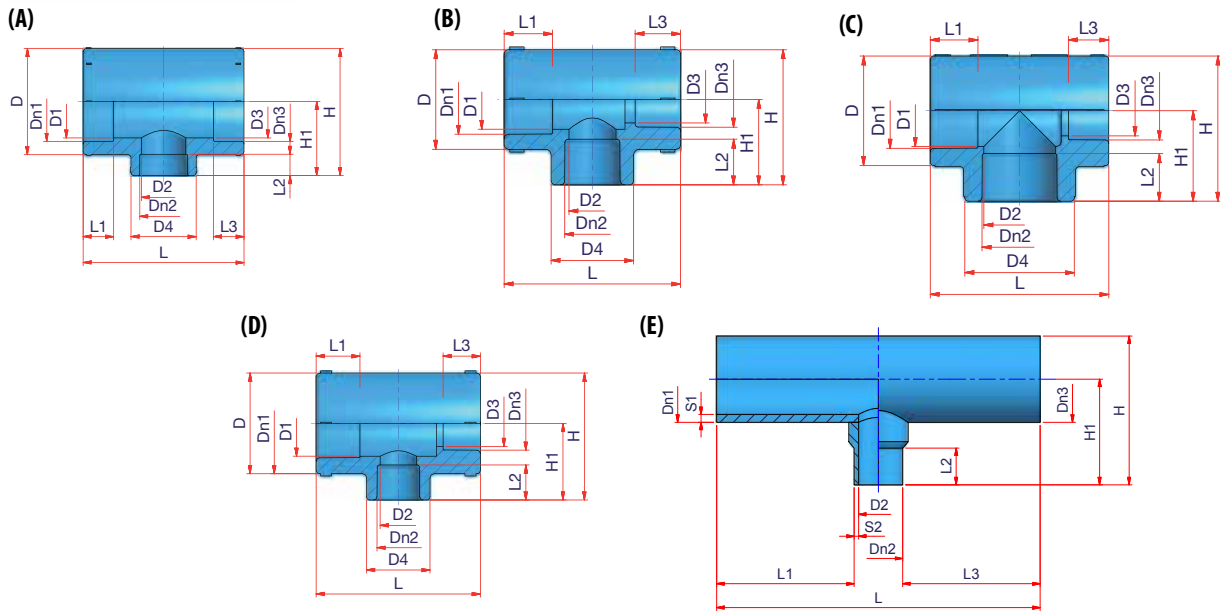 (A)
D
Dn1
D1
D3
Dn3
H1
H
L2
D2
Dn2
L1
D4
L3
L
(B)
L1
L3
D
Dn1
D1
D3
Dn3
L2
H1
H
D2
Dn2
D4
L
(C)
L1
L3
D
Dn1
D1
D3
Dn3
L2
H1
H
D2
Dn2
D4
L
(D)
L1
L3
D
Dn1
D1
D3
Dn3
L2
H1
H
D2
Dn2
D4
L
(E)
Dn1
S1
Dn3
H1
H
L2
D2
S2
Dn2
L1
L3
L